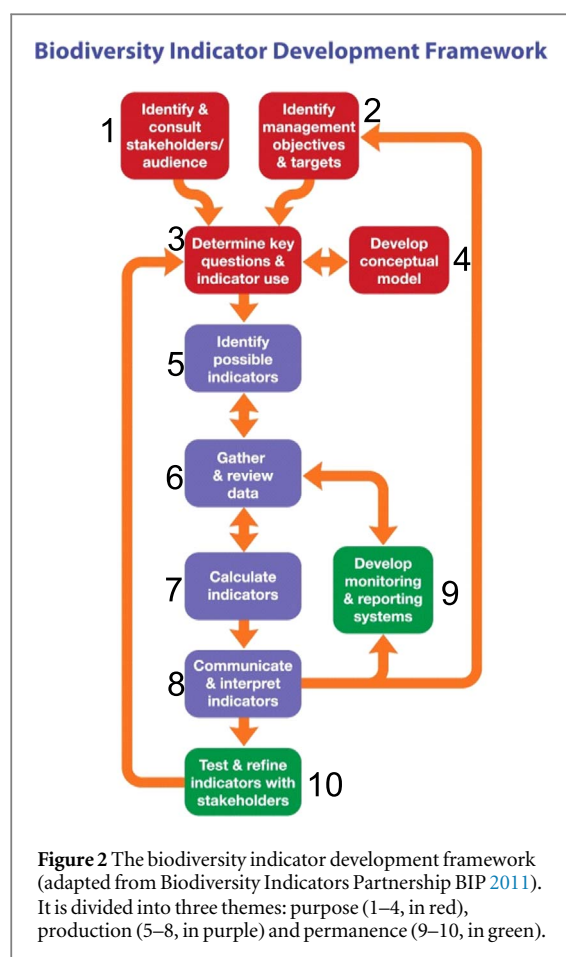 Biodiversity Indicator Development Framework
1
Identify &
consult
stakeholders/
audience
2
Identify
management
objectives
& targets
3
Determine key
questions &
indicator use
Develop
conceptual
model
4
5
Identify
possible
indicators
6
Gather
& review
data
7
Calculate
indicators
Develop
monitoring
& reporting
systems
9
8
Communicate
& interpret
indicators
Test & refine
indicators with
stakeholders
10
Figure 2 The biodiversity indicator development framework
(adapted from Biodiversity Indicators Partnership BIP 2011).
It is divided into three themes: purpose (1–4, in red),
production (5–8, in purple) and permanence (9–10, in green).